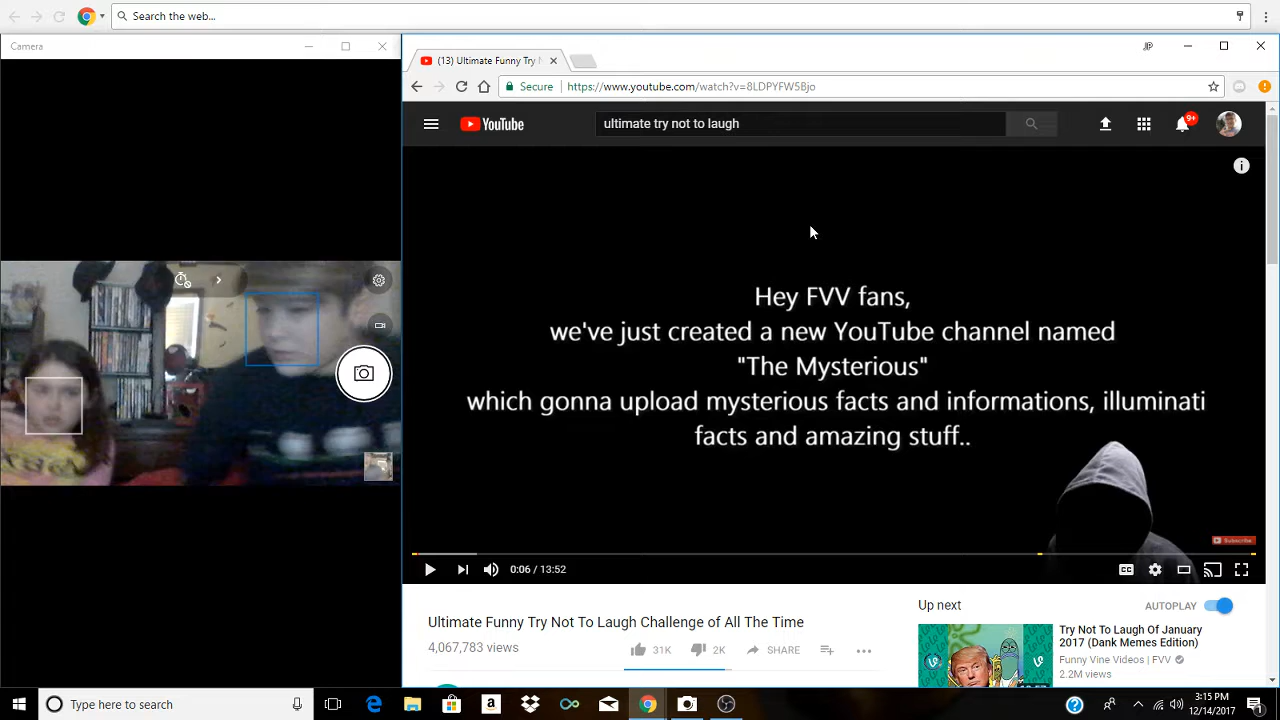 Search the web...
Camera
(13) Ultimate Funny Try N
JP
Secure
https://www.youtube.com/watch?v=8LDPYFW5Bjo
YouTube
ultimate try not to laugh
9+
Hey FVV fans,
we've just created a new YouTube channel named
"The Mysterious"
which gonna upload mysterious facts and informations, illuminati
facts and amazing stuff..
Subscribe
0:06 / 13:52
CC
Ultimate Funny Try Not To Laugh Challenge of All The Time
4,067,783 views
31K
2K
SHARE
Up next
AUTOPLAY
Try Not To Laugh Of January
2017 (Dank Memes Edition)
Funny Vine Videos | FVV
2.2M views
Type here to search
3:15 PM
12/14/2017